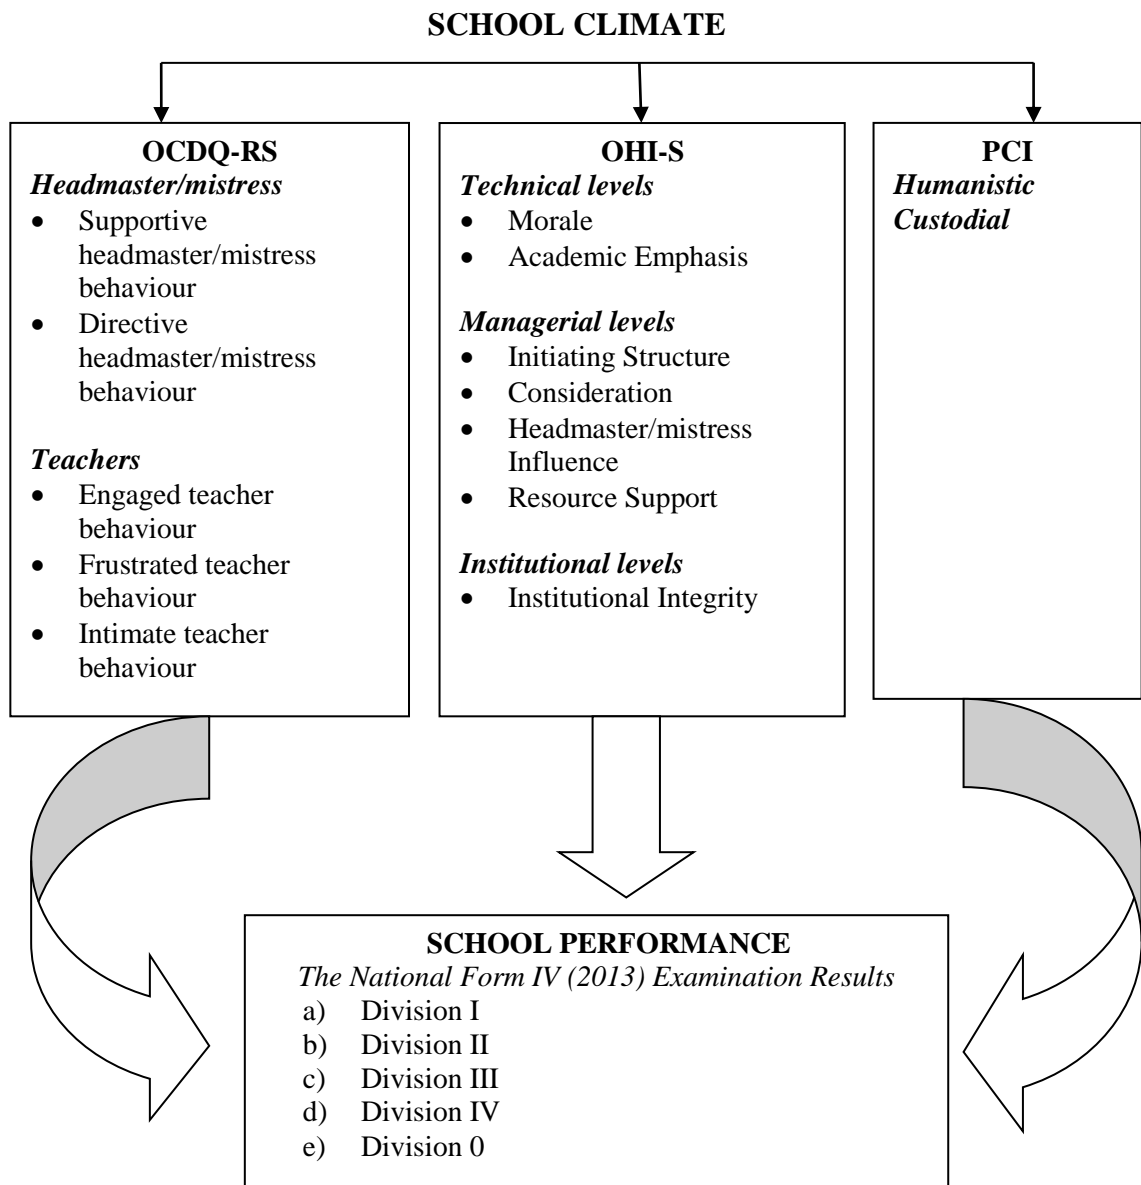 SCHOOL CLIMATE
OCDQ-RS
Headmaster/mistress
• Supportive
headmaster/mistress
behaviour
• Directive
headmaster/mistress
behaviour
Teachers
• Engaged teacher
behaviour
• Frustrated teacher
behaviour
• Intimate teacher
behaviour
OHI-S
Technical levels
• Morale
• Academic Emphasis
Managerial levels
• Initiating Structure
• Consideration
• Headmaster/mistress
Influence
• Resource Support
Institutional levels
• Institutional Integrity
PCI
Humanistic
Custodial
SCHOOL PERFORMANCE
The National Form IV (2013) Examination Results
a) Division I
b) Division II
c) Division III
d) Division IV
e) Division 0